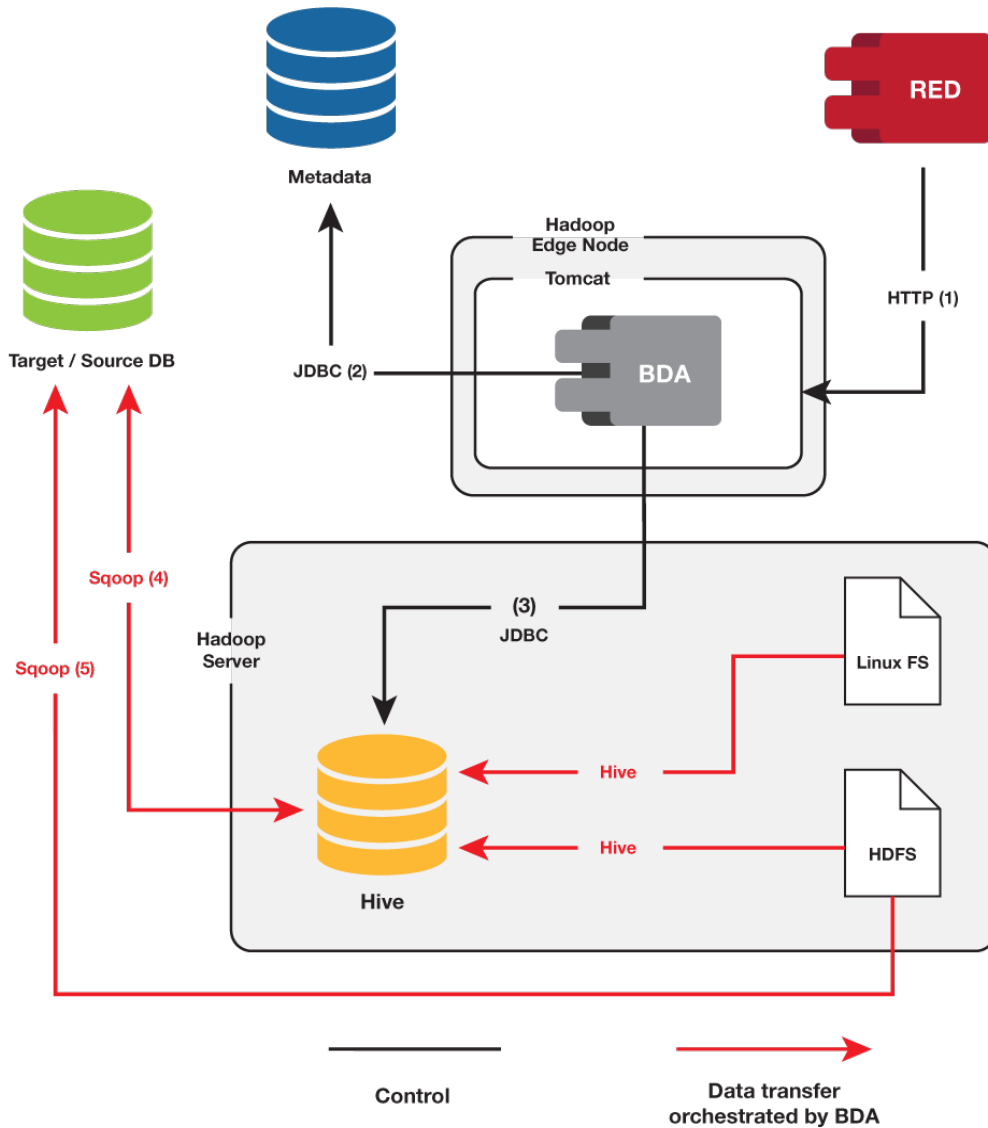 RED
Metadata
Hadoop
Edge Node
Tomcat
HTTP (1)
Target / Source DB
JDBC (2)
BDA
Sqoop (4)
(3)
JDBC
Hadoop
Server
Sqoop (5)
Linux FS
Hive
Hive
HDFS
Hive
Control
Data transfer
orchestrated by BDA